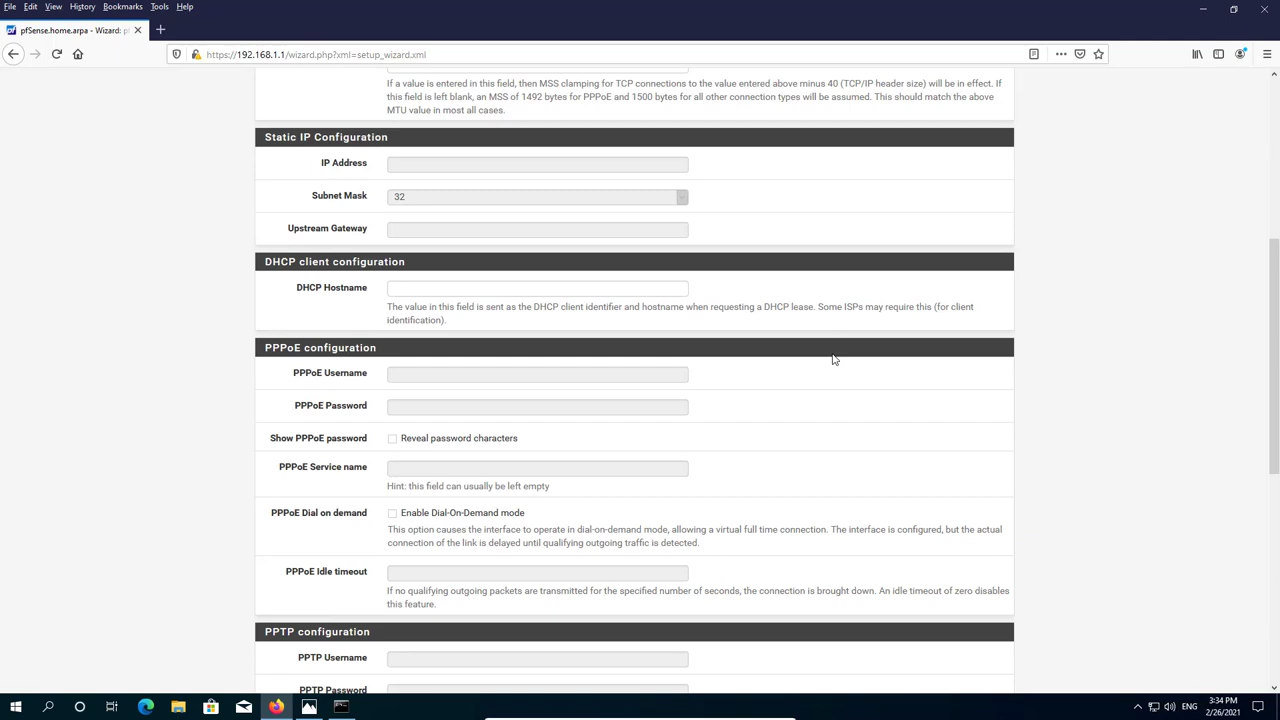 File Edit View History Bookmarks Tools Help
pfSense.home.arpa - Wizard: p
https://192.168.1.1/wizard.php?xml=setup_wizard.xml
If a value is entered in this field, then MSS clamping for TCP connections to the value entered above minus 40 (TCP/IP header size) will be in effect. If
this field is left blank, an MSS of 1492 bytes for PPPoE and 1500 bytes for all other connection types will be assumed. This should match the above
MTU value in most all cases.
Static IP Configuration
IP Address
Subnet Mask 32
Upstream Gateway
DHCP client configuration
DHCP Hostname
The value in this field is sent as the DHCP client identifier and hostname when requesting a DHCP lease. Some ISPs may require this (for client
identification).
PPPoE configuration
PPPoE Username
PPPoE Password
Show PPPoE password Reveal password characters
PPPoE Service name
Hint: this field can usually be left empty
PPPoE Dial on demand Enable Dial-On-Demand mode
This option causes the interface to operate in dial-on-demand mode, allowing a virtual full time connection. The interface is configured, but the actual
connection of the link is delayed until qualifying outgoing traffic is detected.
PPPoE Idle timeout
If no qualifying outgoing packets are transmitted for the specified number of seconds, the connection is brought down. An idle timeout of zero disables
this feature.
PPTP configuration
PPTP Username
PPTP Password
ENG
3:34 PM
2/26/2021